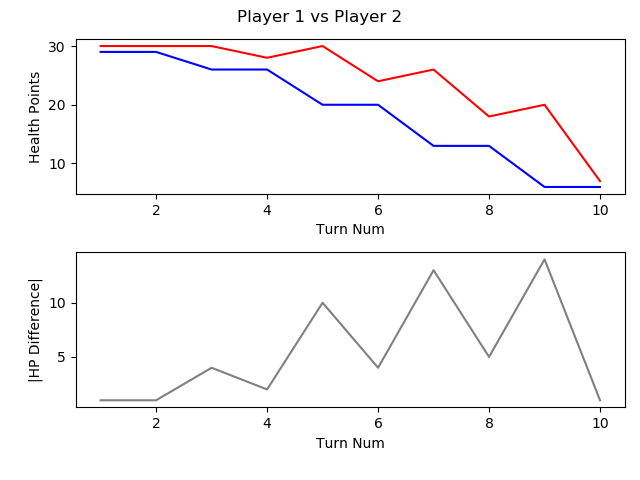 Player 1 vs Player 2
Health Points
30
20
10
2 4 6 8 10
Turn Num
|HP Difference|
10
5
2 4 6 8 10
Turn Num